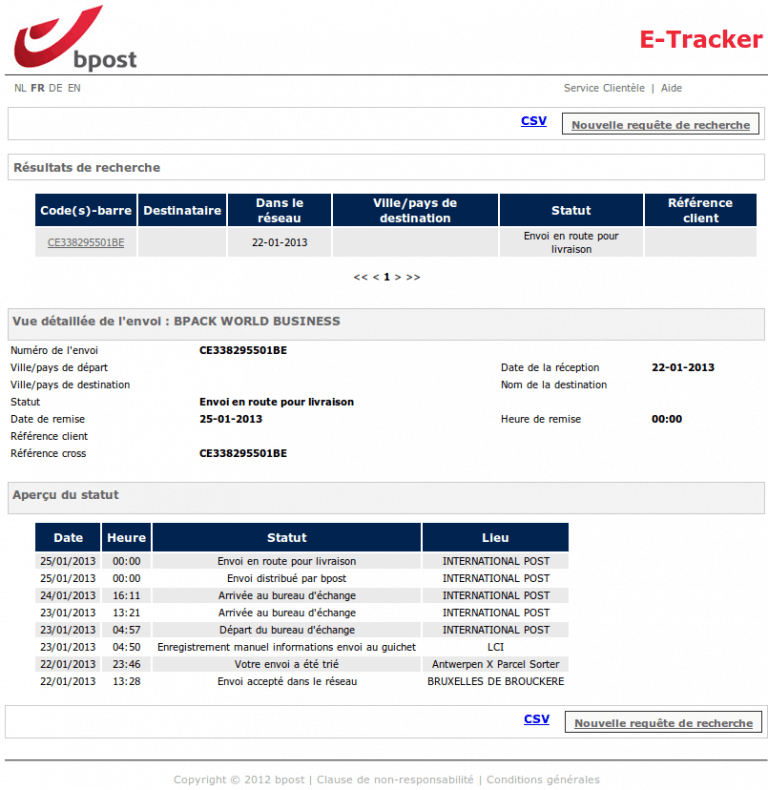 bpost
E-Tracker
NL FR DE EN
Service Clientèle | Aide
CSV Nouvelle requête de recherche
Résultats de recherche
Code(s)-barre Destinataire Dans le réseau Ville/pays de destination Statut Référence client
CE338295501BE 22-01-2013 Envoi en route pour livraison
<< < 1 > >>
Vue détaillée de l'envoi : BPACK WORLD BUSINESS
Numéro de l'envoi CE338295501BE
Ville/pays de départ Date de la réception 22-01-2013
Ville/pays de destination Nom de la destination
Statut Envoi en route pour livraison
Date de remise 25-01-2013 Heure de remise 00:00
Référence client
Référence cross CE338295501BE
Aperçu du statut
Date Heure Statut Lieu
25/01/2013 00:00 Envoi en route pour livraison INTERNATIONAL POST
25/01/2013 00:00 Envoi distribué par bpost INTERNATIONAL POST
24/01/2013 16:11 Arrivée au bureau d'échange INTERNATIONAL POST
23/01/2013 13:21 Arrivée au bureau d'échange INTERNATIONAL POST
23/01/2013 04:57 Départ du bureau d'échange INTERNATIONAL POST
23/01/2013 04:50 Enregistrement manuel informations envoi au guichet LCI
22/01/2013 23:46 Votre envoi a été trié Antwerpen X Parcel Sorter
22/01/2013 13:28 Envoi accepté dans le réseau BRUXELLES DE BROUCKERE
CSV Nouvelle requête de recherche
Copyright © 2012 bpost | Clause de non-responsabilité | Conditions générales